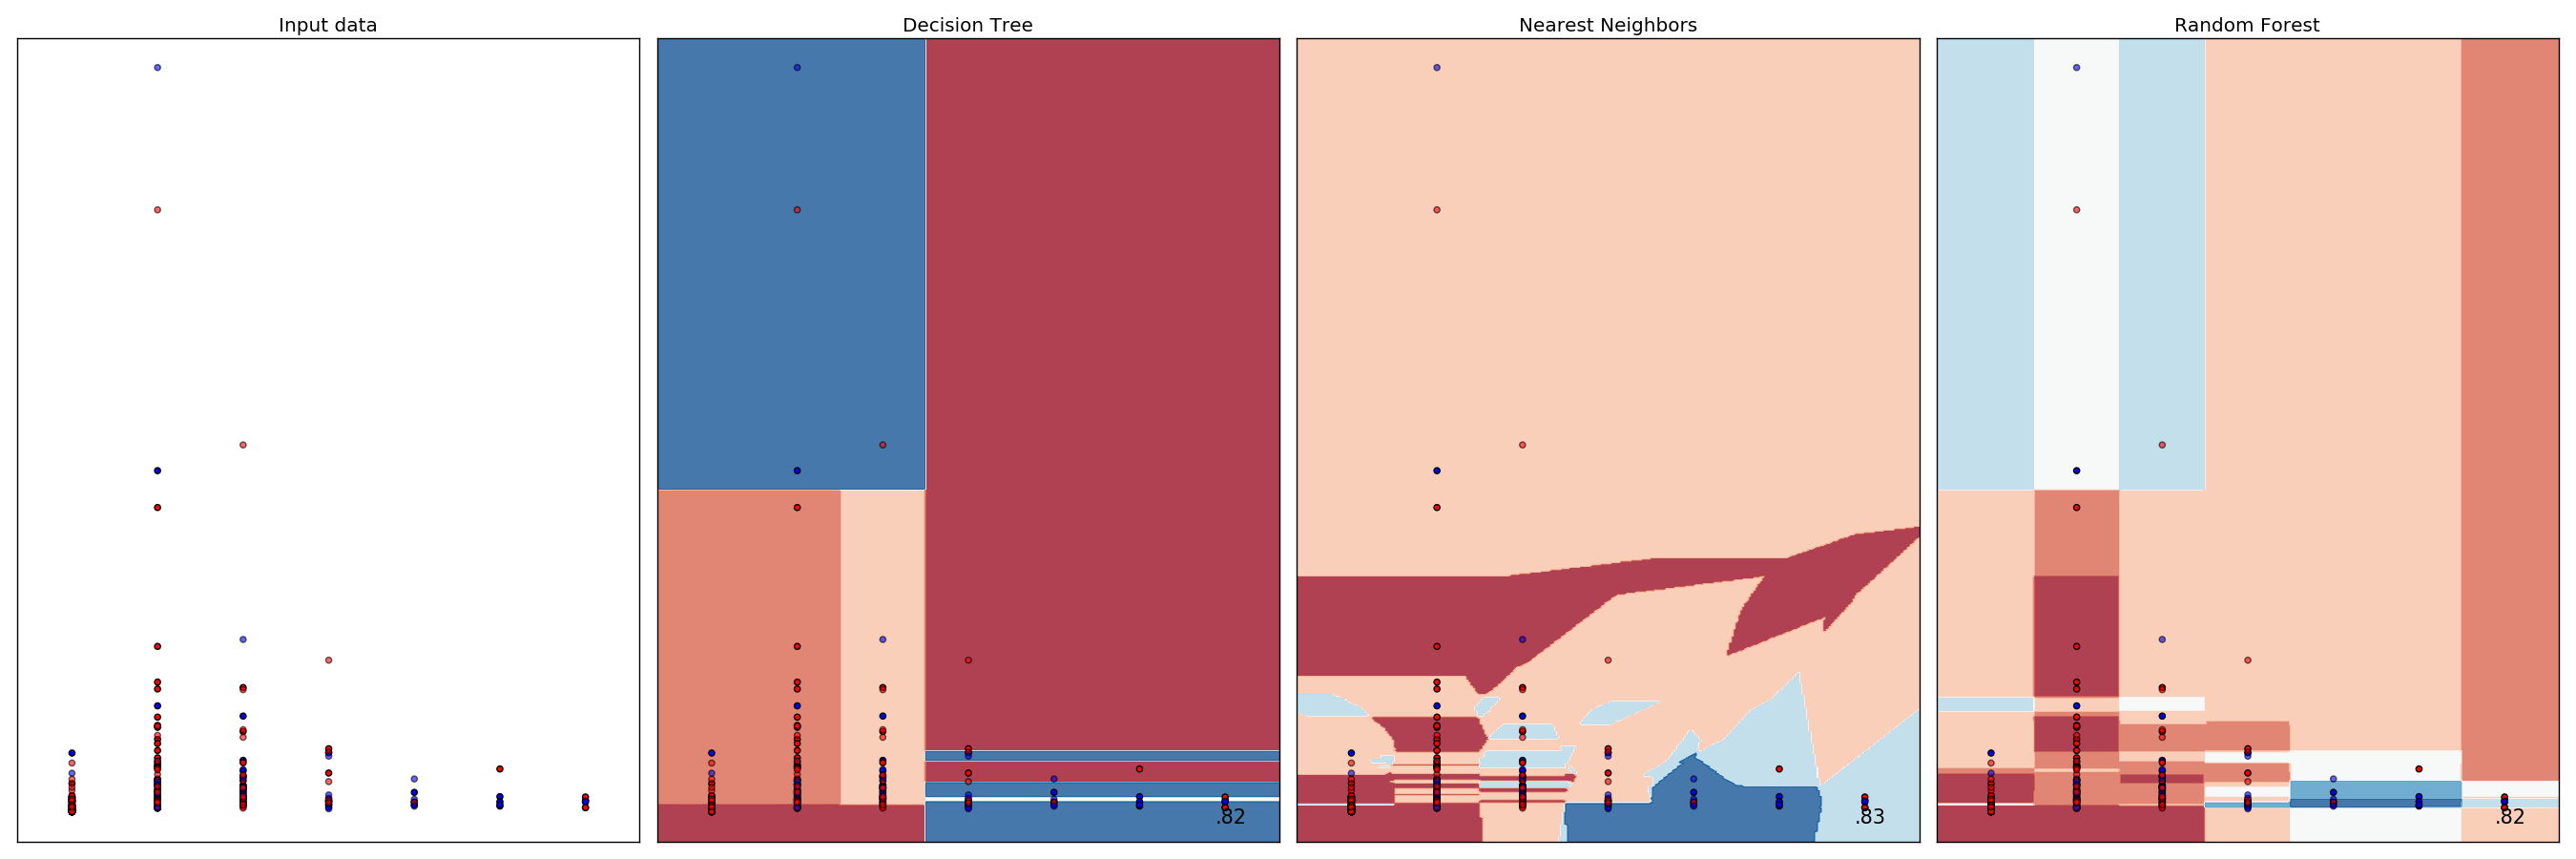 Input data
Decision Tree
Nearest Neighbors
Random Forest
.82
.83
.82